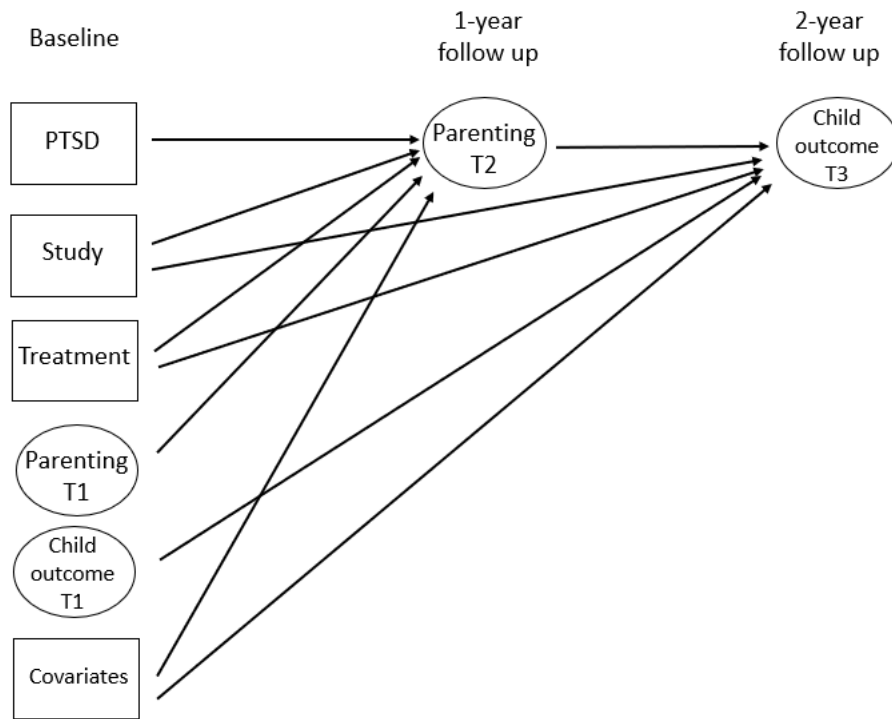 Baseline
1-year
follow up
2-year
follow up
PTSD
Parenting
T2
Child
outcome
T3
Study
Treatment
Parenting
T1
Child
outcome
T1
Covariates